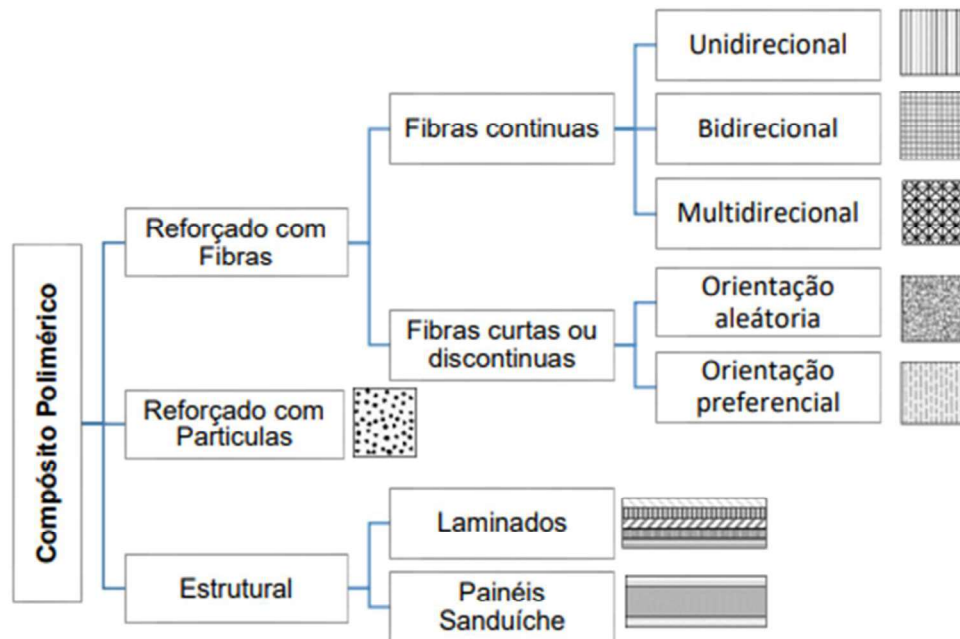 Compósito Polimérico
Reforçado com
Fibras
Fibras continuas
Unidirecional
Bidirecional
Multidirecional
Fibras curtas ou
discontinuas
Orientação
aleátoria
Orientação
preferencial
Reforçado com
Particulas
Estrutural
Laminados
Painéis
Sanduíche